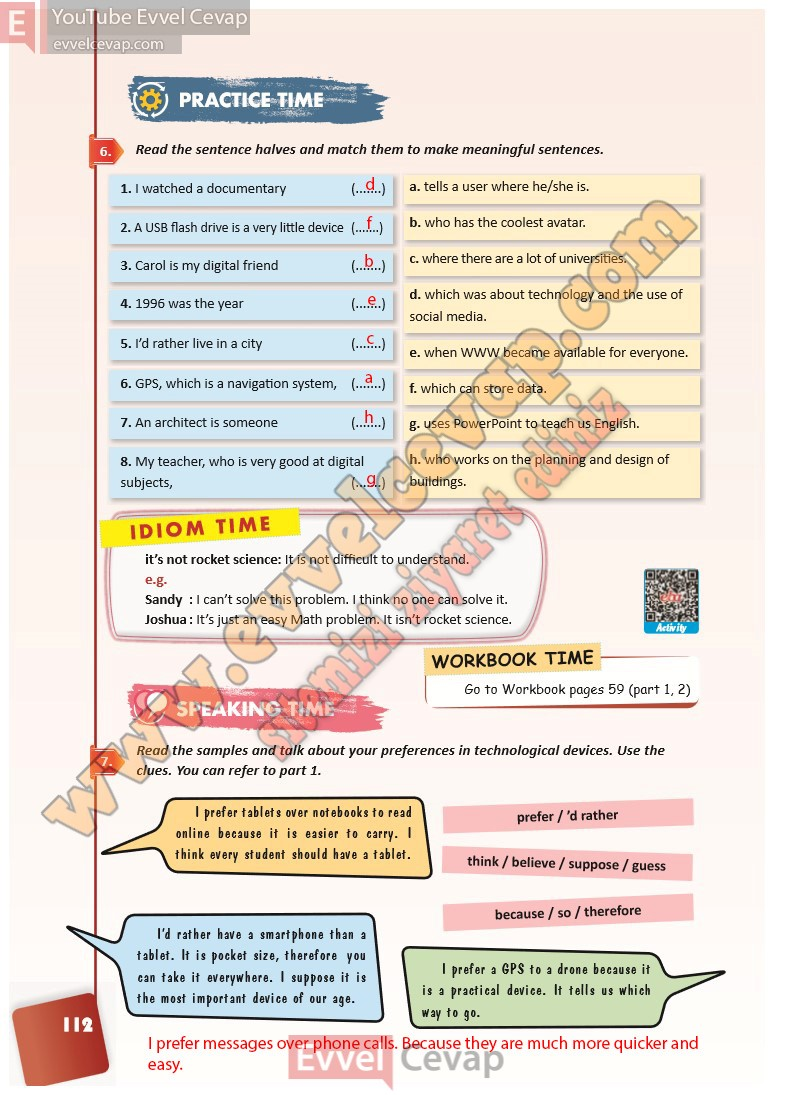 E YouTube Evvel Cevap
evvelcevap.com
PRACTICE TIME
6. Read the sentence halves and match them to make meaningful sentences.
1. I watched a documentary (...d....)
2. A USB flash drive is a very little device (...f....)
3. Carol is my digital friend (...b....)
4. 1996 was the year (...e....)
5. I'd rather live in a city (...c....)
6. GPS, which is a navigation system, (...a....)
7. An architect is someone (...h....)
8. My teacher, who is very good at digital
subjects, (...g....)
a. tells a user where he/she is.
b. who has the coolest avatar.
c. where there are a lot of universities.
d. which was about technology and the use of
social media.
e. when WWW became available for everyone.
f. which can store data.
g. uses PowerPoint to teach us English.
h. who works on the planning and design of
buildings.
IDIOM TIME
it's not rocket science: It is not difficult to understand.
e.g.
Sandy : I can't solve this problem. I think no one can solve it.
Joshua : It's just an easy Math problem. It isn't rocket science.
Activity
WORKBOOK TIME
Go to Workbook pages 59 (part 1, 2)
SPEAKING TIME
7. Read the samples and talk about your preferences in technological devices. Use the
clues. You can refer to part 1.
I prefer tablets over notebooks to read
online because it is easier to carry. I
think every student should have a tablet.
prefer / 'd rather
think / believe / suppose / guess
because / so / therefore
I'd rather have a smartphone than a
tablet. It is pocket size, therefore you
can take it everywhere. I suppose it is
the most important device of our age.
I prefer a GPS to a drone because it
is a practical device. It tells us which
way to go.
112
I prefer messages over phone calls. Because they are much more quicker and
easy.
Evvel Cevap
www.evvelcevap.com
sitemizi ziyaret ediniz